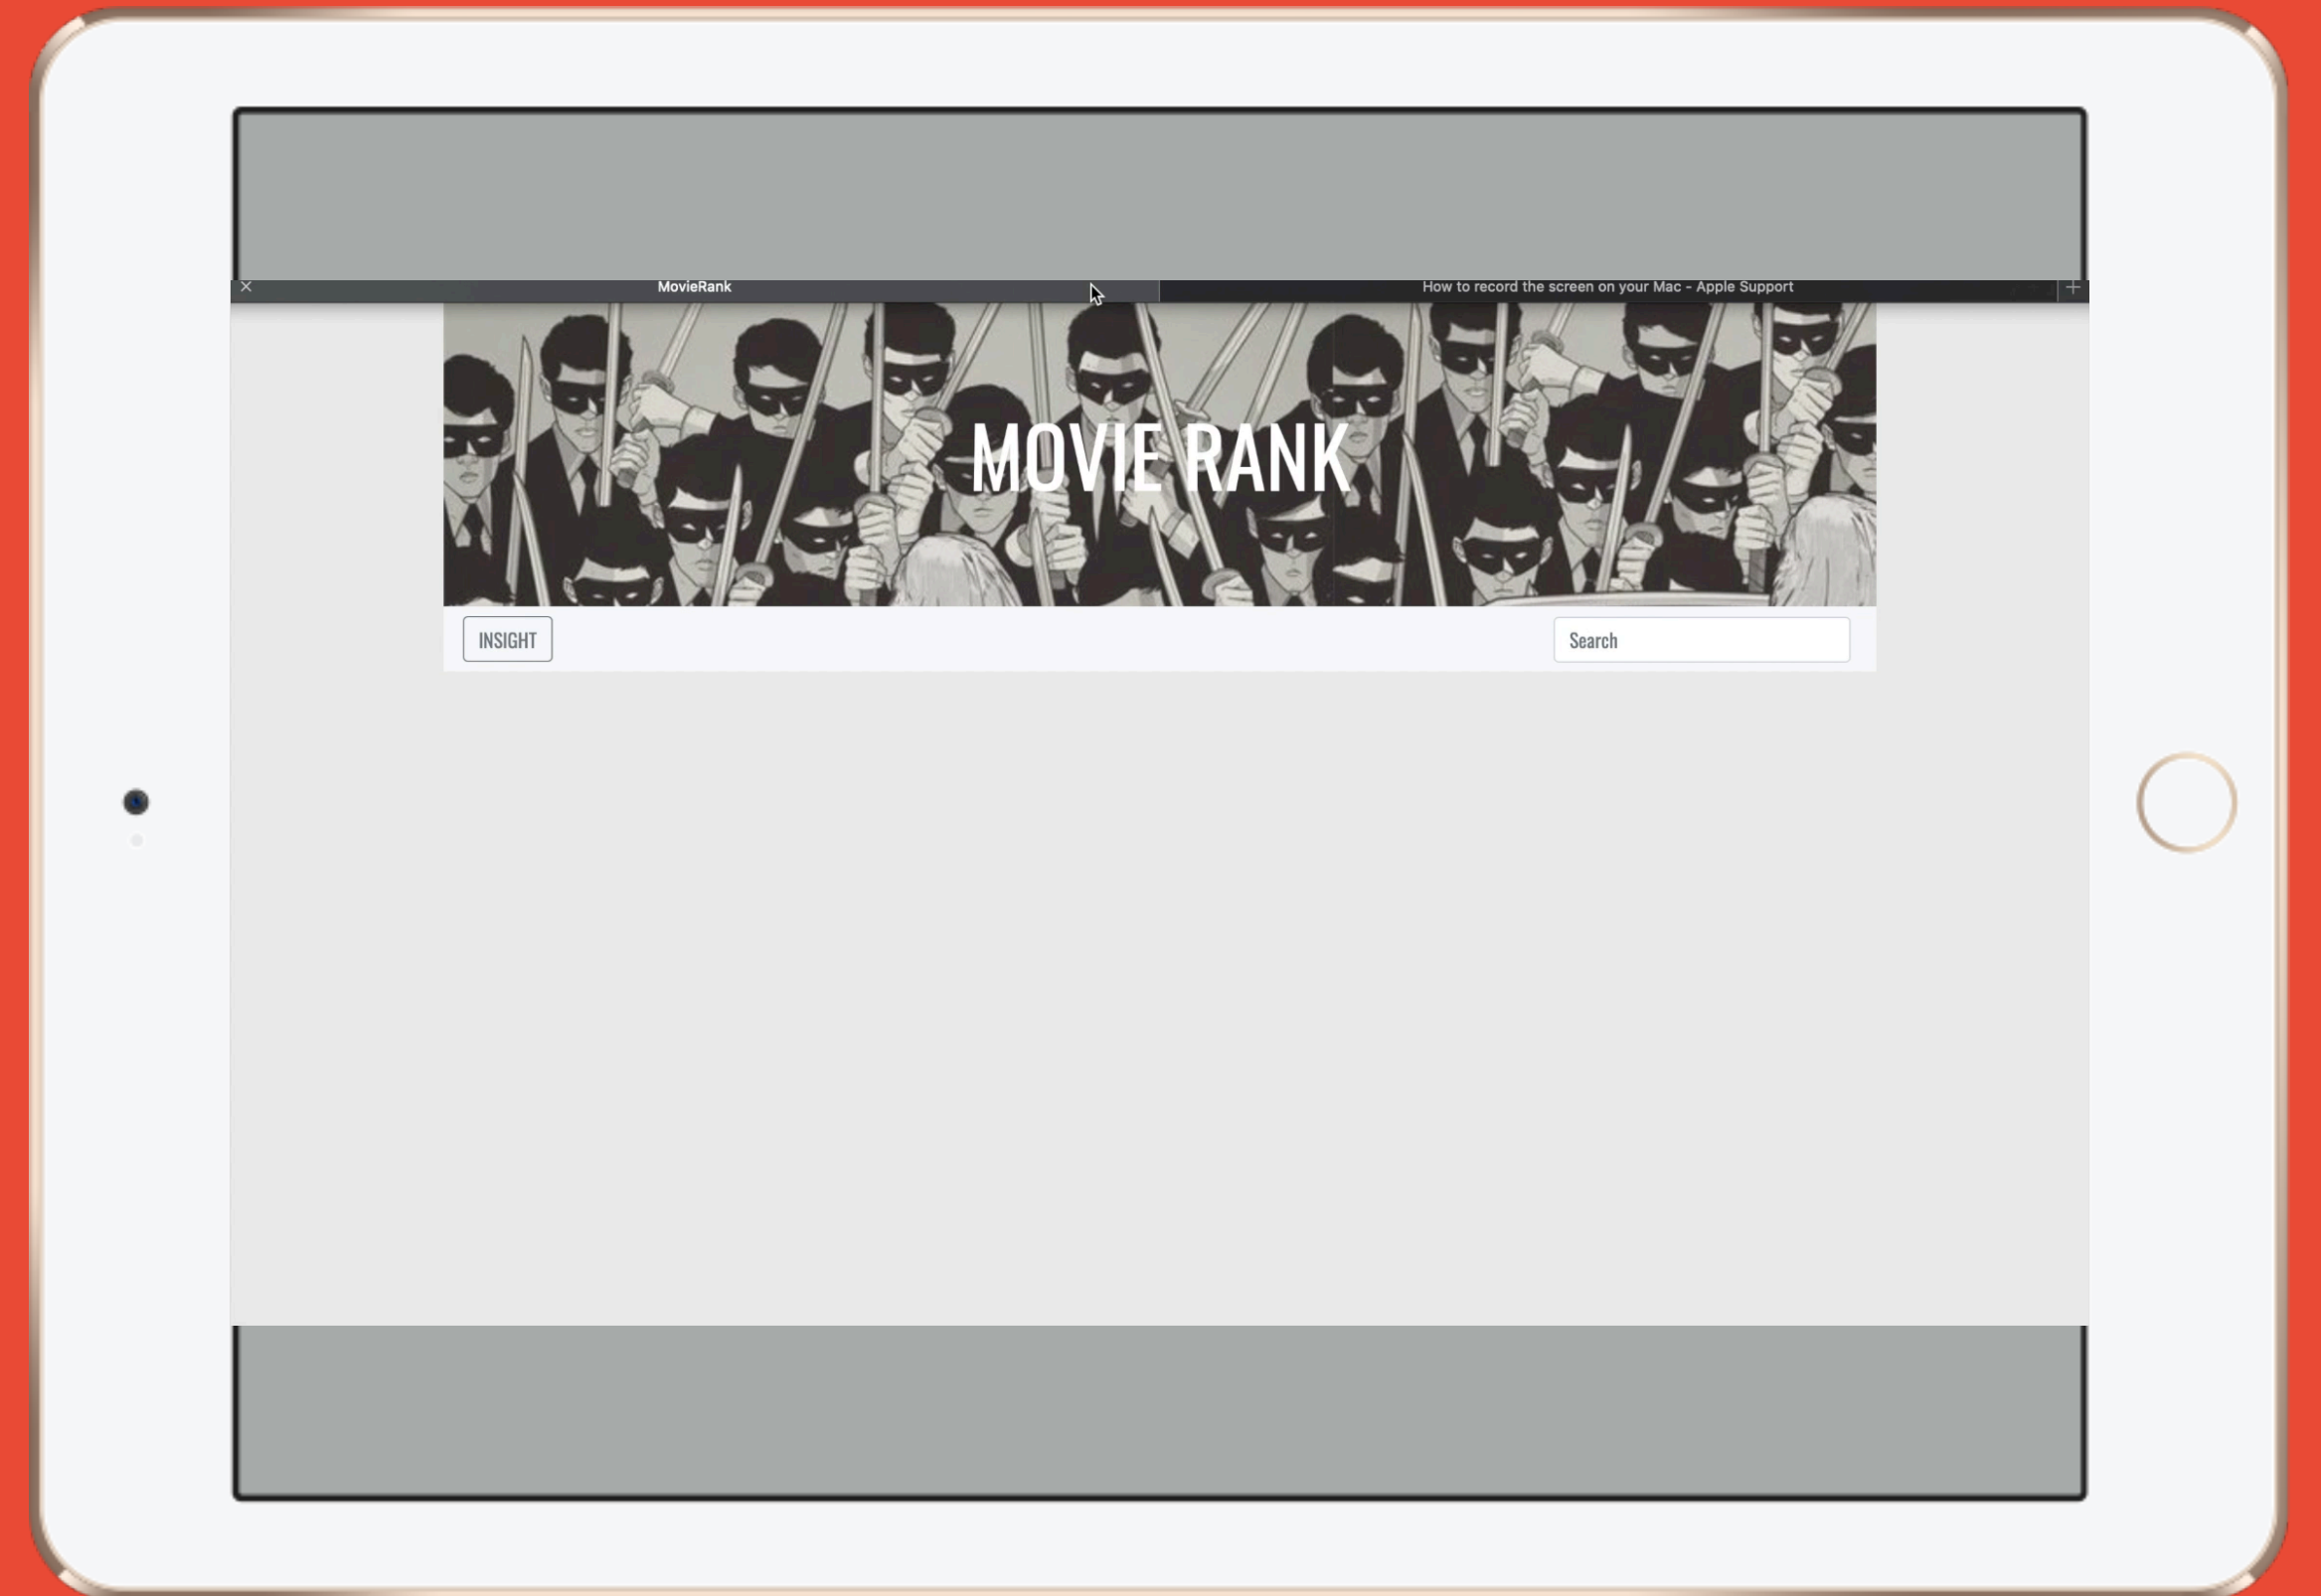 MovieRank
How to record the screen on your Mac - Apple Support
MOVIE RANK
INSIGHT
Search